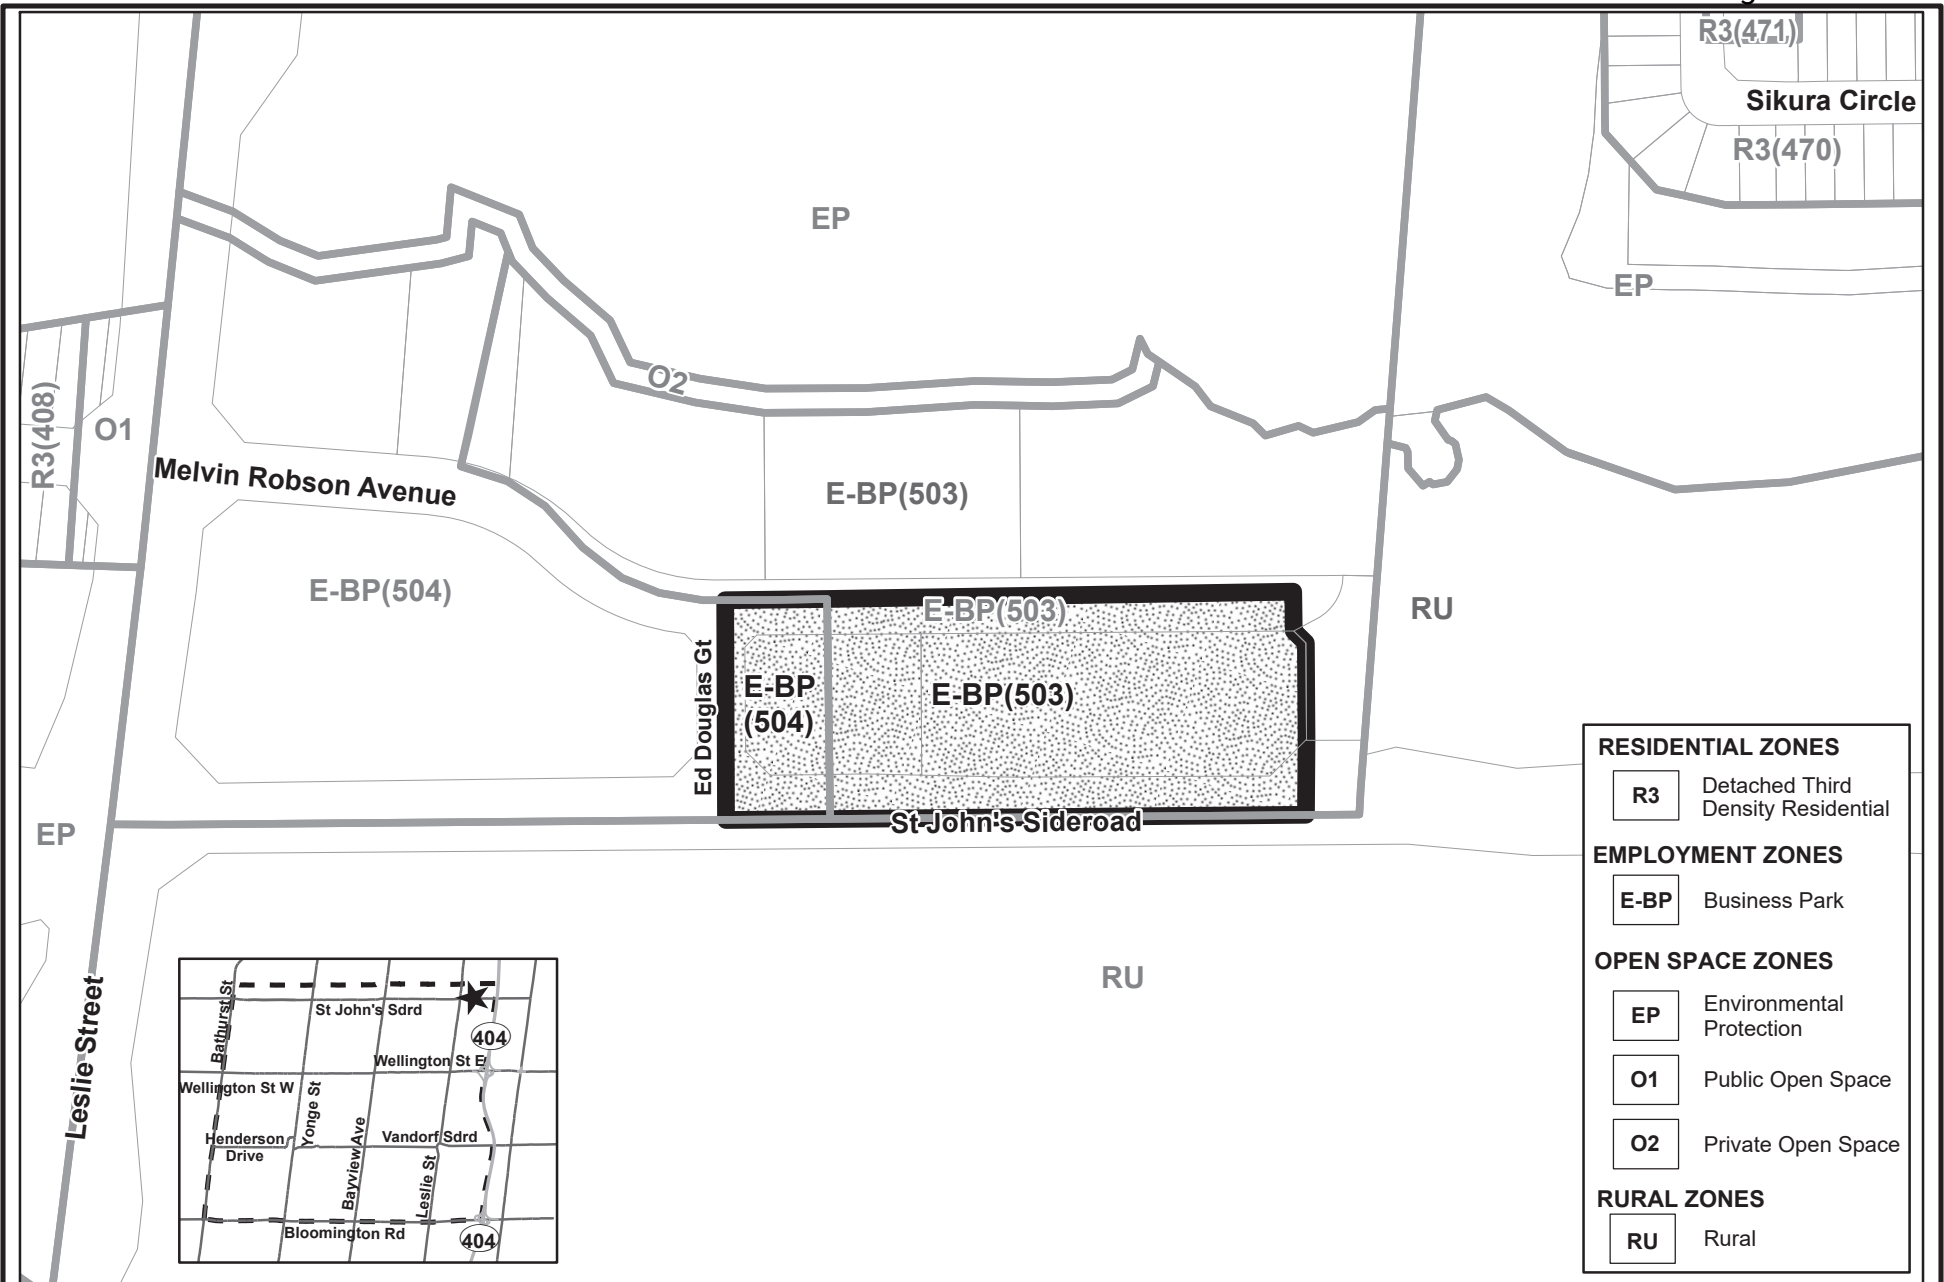 R3(471)
Sikura Circle
R3(470)
EP
EP
O2
R3(408)
O1
Melvin Robson Avenue
E-BP(503)
E-BP(504)
E-BP(503)
RU
Ed Douglas Gt
E-BP
(504)
E-BP(503)
St John's Sideroad
EP
RU
Leslie Street
RESIDENTIAL ZONES
R3
Detached Third
Density Residential
EMPLOYMENT ZONES
E-BP
Business Park
OPEN SPACE ZONES
EP
Environmental
Protection
O1
Public Open Space
O2
Private Open Space
RURAL ZONES
RU
Rural
Bathurst St
St John's Sdrd
404
Wellington St E
Wellington St W
Yonge St
Bayview Ave
Henderson
Drive
Vandorf Sdrd
Leslie St
Bloomington Rd
404